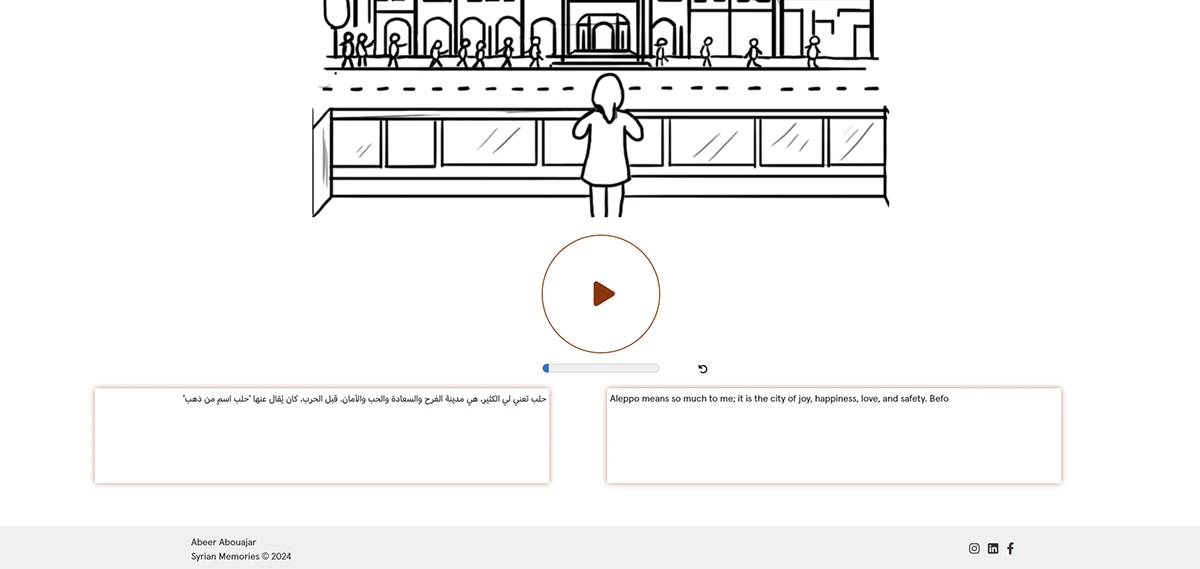 حلب تعني لي الكثير، هي مدينة الفرح والسعادة والحب والأمان. قبل الحرب، كان يُقال عنها "حلب اسم من ذهب"
Aleppo means so much to me; it is the city of joy, happiness, love, and safety. Befo
Abeer Abouajar
Syrian Memories © 2024